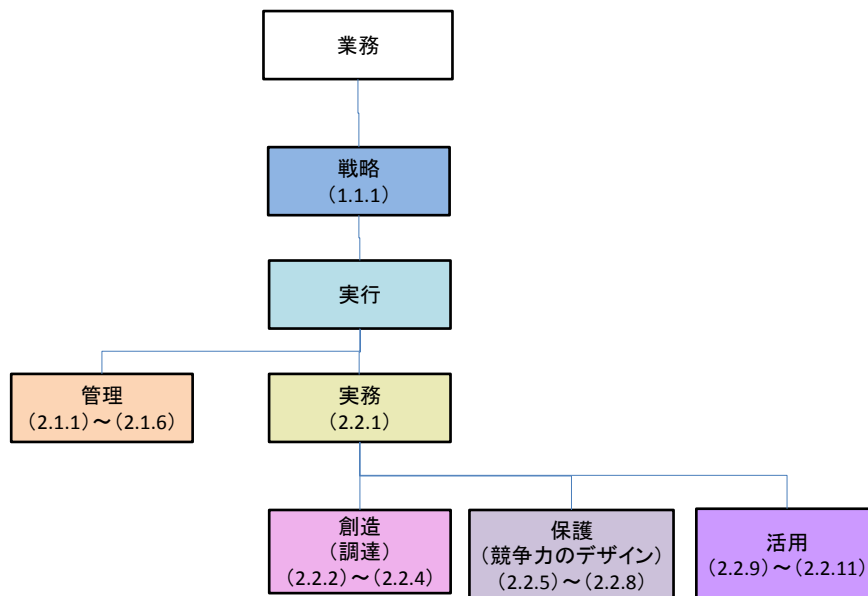 業務
戦略
（1.1.1）
実行
管理
（2.1.1）～（2.1.6）
実務
（2.2.1）
創造
（調達）
（2.2.2）～（2.2.4）
保護
（競争力のデザイン）
（2.2.5）～（2.2.8）
活用
（2.2.9）～（2.2.11）